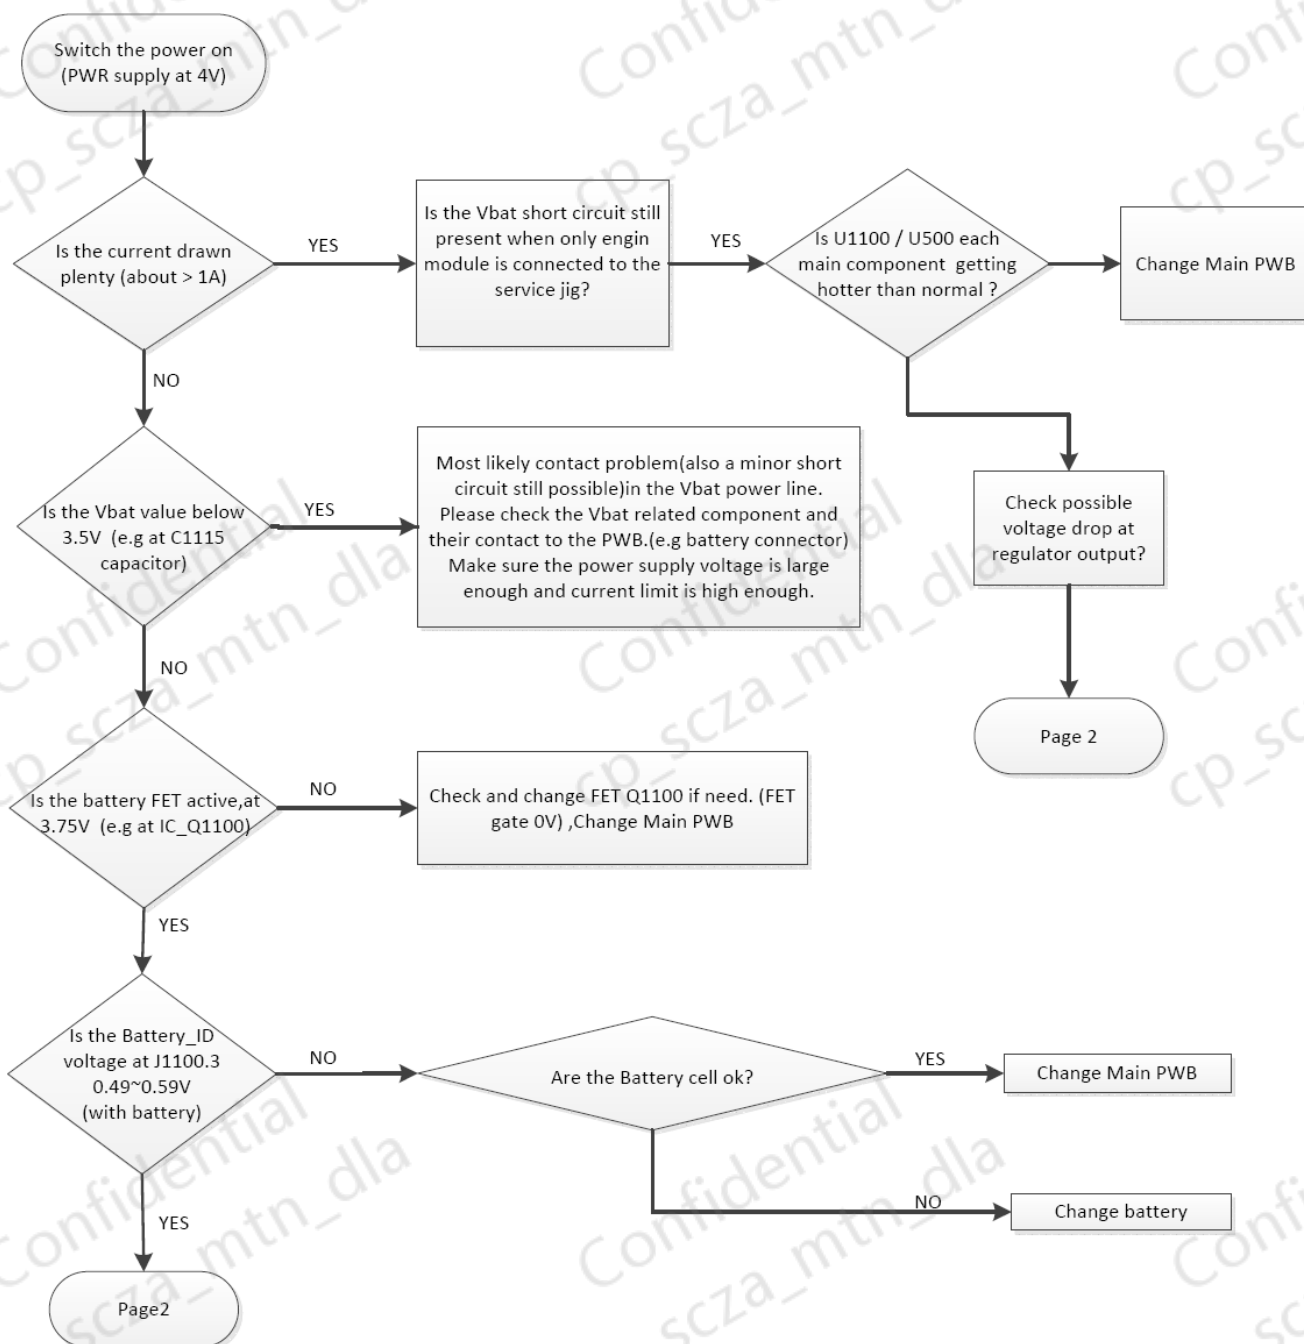 Switch the power on
(PWR supply at 4V)
Is the current drawn
plenty (about > 1A)
YES
Is the Vbat short circuit still
present when only engin
module is connected to the
service jig?
YES
Is U1100 / U500 each
main component getting
hotter than normal ?
Change Main PWB
NO
Is the Vbat value below
3.5V (e.g at C1115
capacitor)
YES
Most likely contact problem(also a minor short
circuit still possible)in the Vbat power line.
Please check the Vbat related component and
their contact to the PWB.(e.g battery connector)
Make sure the power supply voltage is large
enough and current limit is high enough.
Check possible
voltage drop at
regulator output?
Page 2
NO
Is the battery FET active,at
3.75V (e.g at IC_Q1100)
NO
Check and change FET Q1100 if need. (FET
gate 0V) ,Change Main PWB
YES
Is the Battery_ID
voltage at J1100.3
0.49~0.59V
(with battery)
NO
Are the Battery cell ok?
YES
Change Main PWB
NO
Change battery
YES
Page2
Confidential
cp_scza_mtn_dla